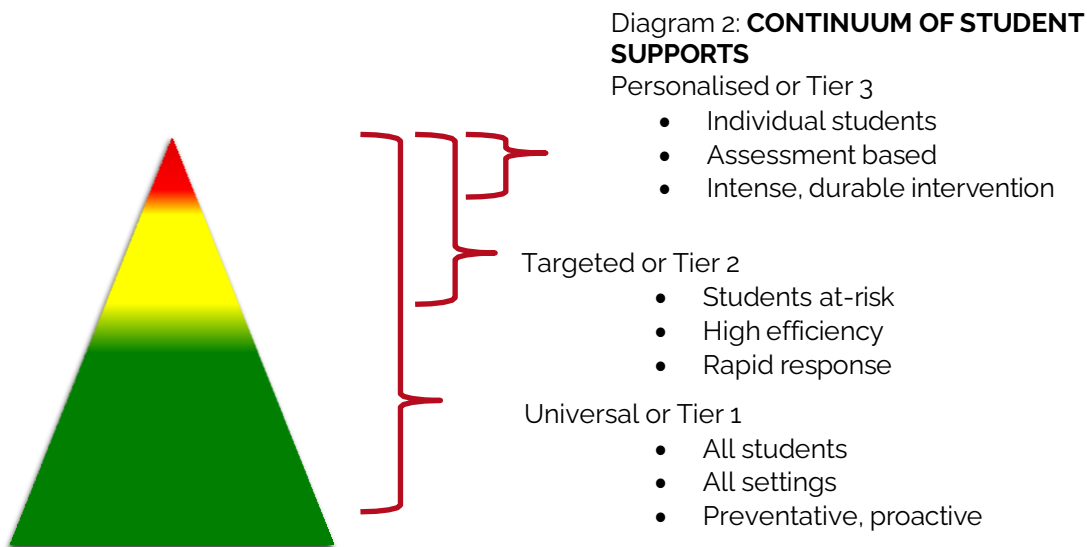 Diagram 2: CONTINUUM OF STUDENT
SUPPORTS
Personalised or Tier 3
• Individual students
• Assessment based
• Intense, durable intervention
Targeted or Tier 2
• Students at-risk
• High efficiency
• Rapid response
Universal or Tier 1
• All students
• All settings
• Preventative, proactive